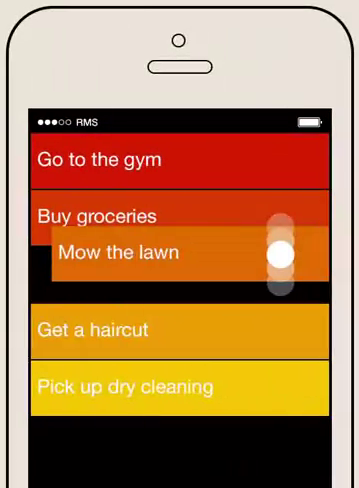 RMS
Go to the gym
Buy groceries
Mow the lawn
Get a haircut
Pick up dry cleaning